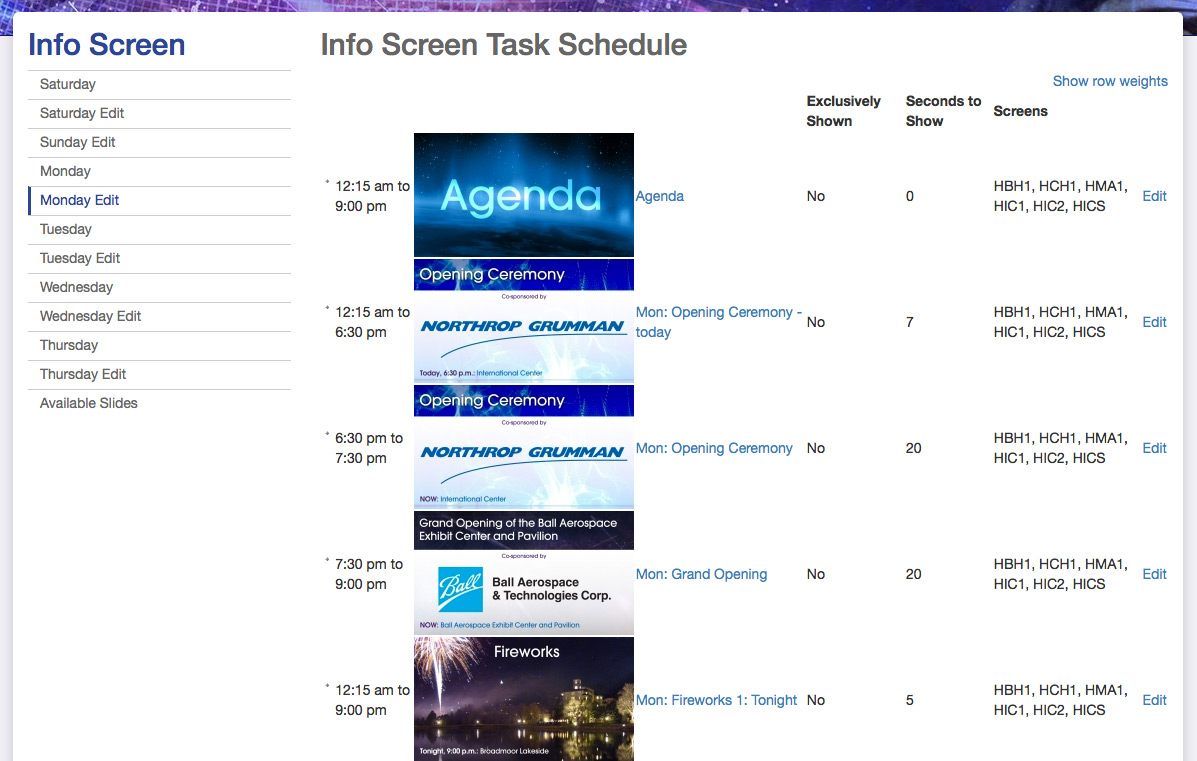 Info Screen
Saturday
Saturday Edit
Sunday Edit
Monday
Monday Edit
Tuesday
Tuesday Edit
Wednesday
Wednesday Edit
Thursday
Thursday Edit
Available Slides
Info Screen Task Schedule
Show row weights
Exclusively
Shown
Seconds to
Show
Screens
12:15 am to
9:00 pm
Agenda
Agenda
No
0
HBH1, HCH1, HMA1,
HIC1, HIC2, HICS
Edit
12:15 am to
6:30 pm
Opening Ceremony
Co-sponsored by
NORTHROP GRUMMAN
Today, 6:30 p.m.: International Center
Mon: Opening Ceremony -
today
No
7
HBH1, HCH1, HMA1,
HIC1, HIC2, HICS
Edit
6:30 pm to
7:30 pm
Opening Ceremony
Co-sponsored by
NORTHROP GRUMMAN
NOW: International Center
Mon: Opening Ceremony
No
20
HBH1, HCH1, HMA1,
HIC1, HIC2, HICS
Edit
7:30 pm to
9:00 pm
Grand Opening of the Ball Aerospace
Exhibit Center and Pavilion
Co-sponsored by
Ball
Ball Aerospace
& Technologies Corp.
NOW: Ball Aerospace Exhibit Center and Pavilion
Mon: Grand Opening
No
20
HBH1, HCH1, HMA1,
HIC1, HIC2, HICS
Edit
12:15 am to
9:00 pm
Fireworks
Tonight, 9:00 p.m.: Broadmoor Lakeside
Mon: Fireworks 1: Tonight
No
5
HBH1, HCH1, HMA1,
HIC1, HIC2, HICS
Edit